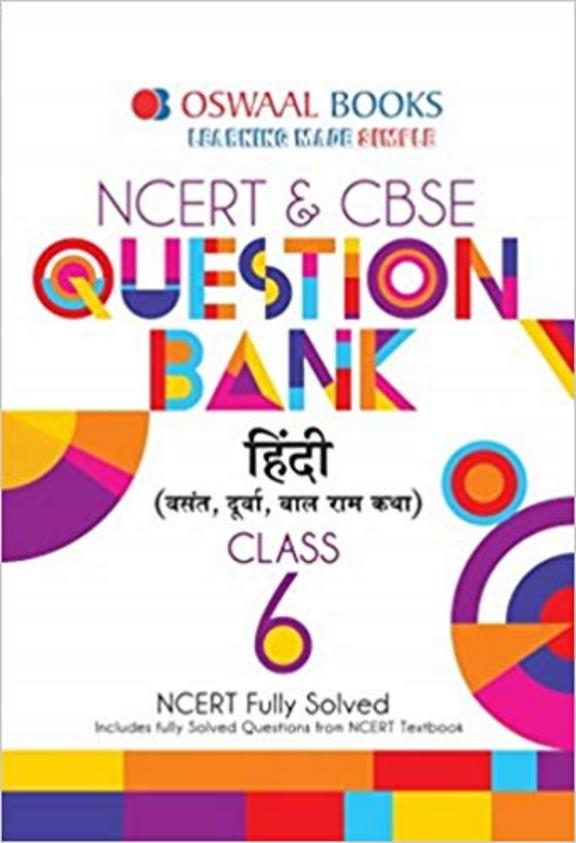 OSWAAL BOOKS
LEARNING MADE SIMPLE
NCERT & CBSE
QUESTION
BANK
हिंदी
(वसंत, दूर्वा, बाल राम कथा)
CLASS
6
NCERT Fully Solved
Includes fully Solved Questions from NCERT Textbook